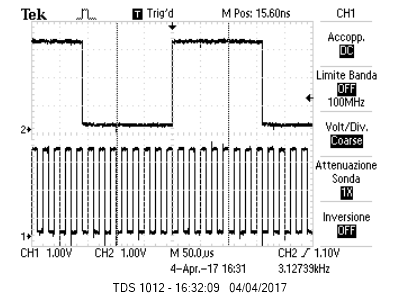 Tek T Trig'd M Pos: 15.60ns CH1
Accopp.
DC
Limite Banda
OFF
100MHz
Volt/Div.
Coarse
2
Attenuazione
Sonda
1X
Inversione
OFF
1
CH1 1.00V CH2 1.00V M 50.0µs CH2 / 1.10V
4-Apr.-17 16:31 3.12739kHz
TDS 1012 - 16:32:09 04/04/2017